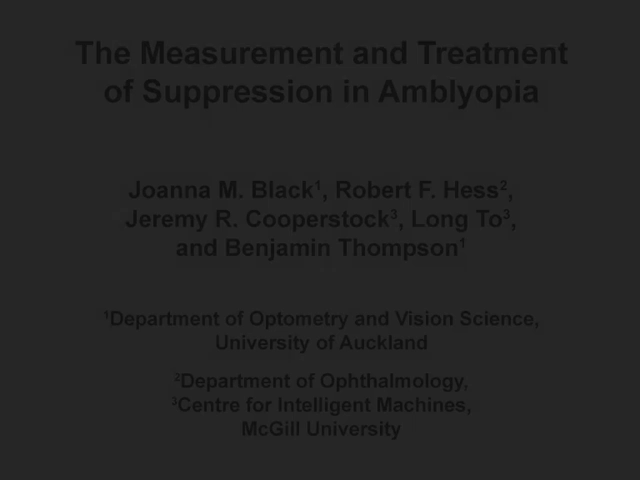 The Measurement and Treatment
of Suppression in Amblyopia
Joanna M. Black¹, Robert F. Hess²,
Jeremy R. Cooperstock³, Long To³,
and Benjamin Thompson¹
¹Department of Optometry and Vision Science,
University of Auckland
²Department of Ophthalmology,
³Centre for Intelligent Machines,
McGill University